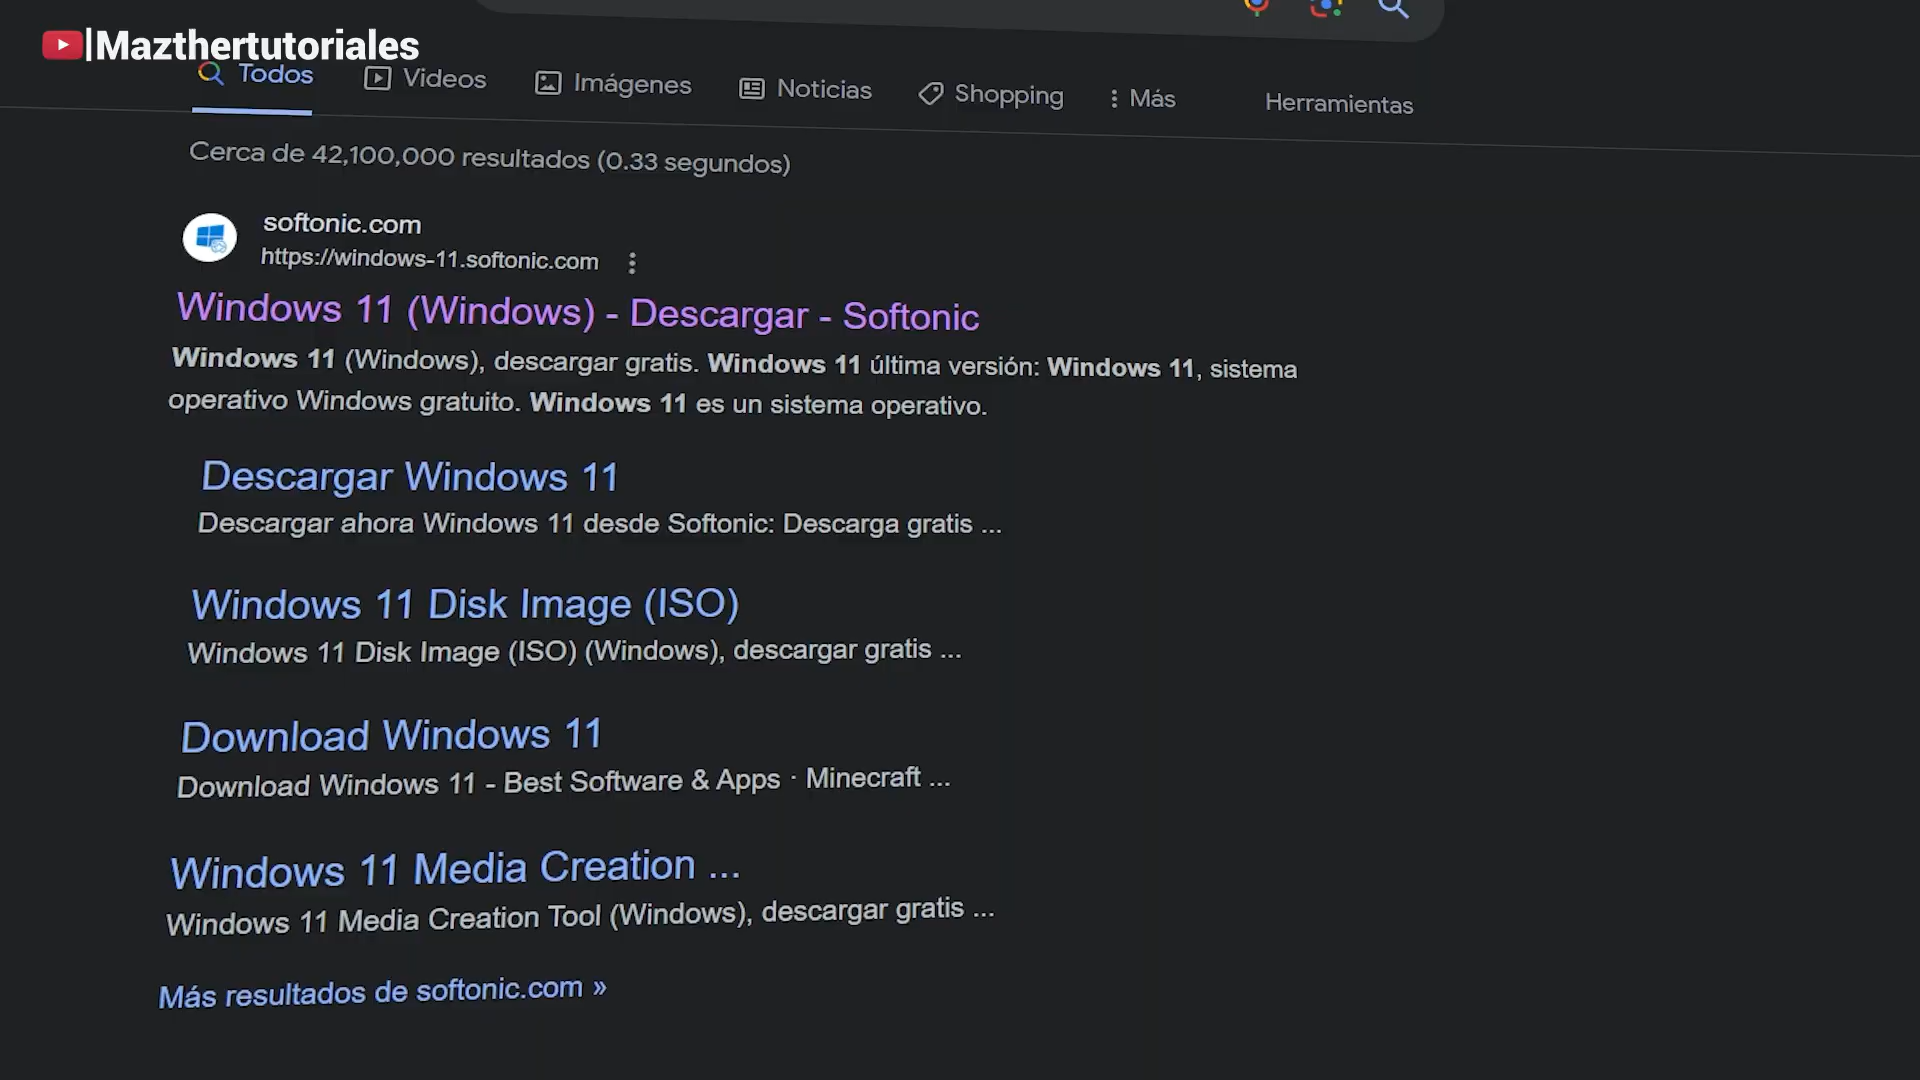 |Mazthertutoriales
Todos Videos Imágenes Noticias Shopping Más Herramientas
Cerca de 42,100,000 resultados (0.33 segundos)
softonic.com
https://windows-11.softonic.com
Windows 11 (Windows) - Descargar - Softonic
Windows 11 (Windows), descargar gratis. Windows 11 última versión: Windows 11, sistema
operativo Windows gratuito. Windows 11 es un sistema operativo.
Descargar Windows 11
Descargar ahora Windows 11 desde Softonic: Descarga gratis ...
Windows 11 Disk Image (ISO)
Windows 11 Disk Image (ISO) (Windows), descargar gratis ...
Download Windows 11
Download Windows 11 - Best Software & Apps · Minecraft ...
Windows 11 Media Creation ...
Windows 11 Media Creation Tool (Windows), descargar gratis ...
Más resultados de softonic.com »